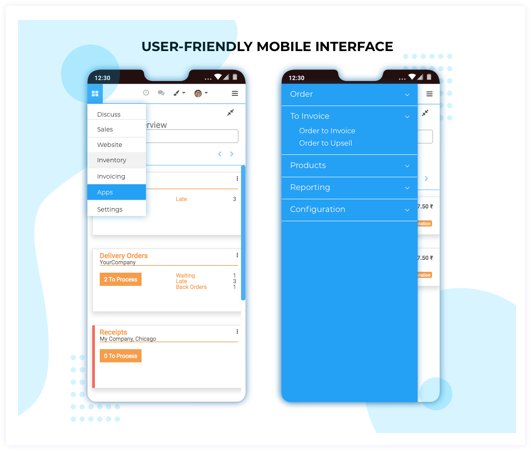 USER-FRIENDLY MOBILE INTERFACE
12:30
Discuss
Sales
Website
Inventory
Invoicing
Apps
Settings
rview
Late 3
Delivery Orders
YourCompany
2 To Process
Waiting 1
Late 3
Back Orders 1
Receipts
My Company, Chicago
0 To Process
12:30
Order
To Invoice
Order to Invoice
Order to Upsell
Products
Reporting
Configuration
7.50 ₹
7.50 ₹